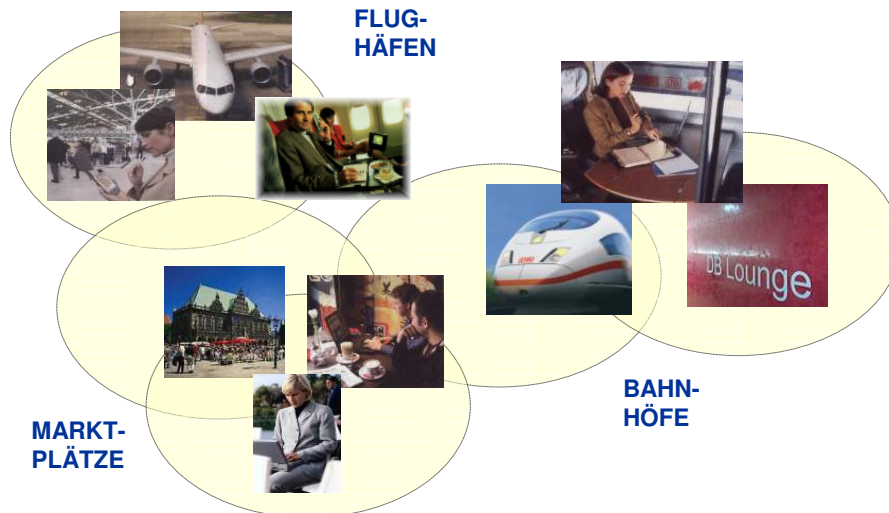 FLUG-
HÄFEN
DB Lounge
BAHN-
HÖFE
MARKT-
PLÄTZE